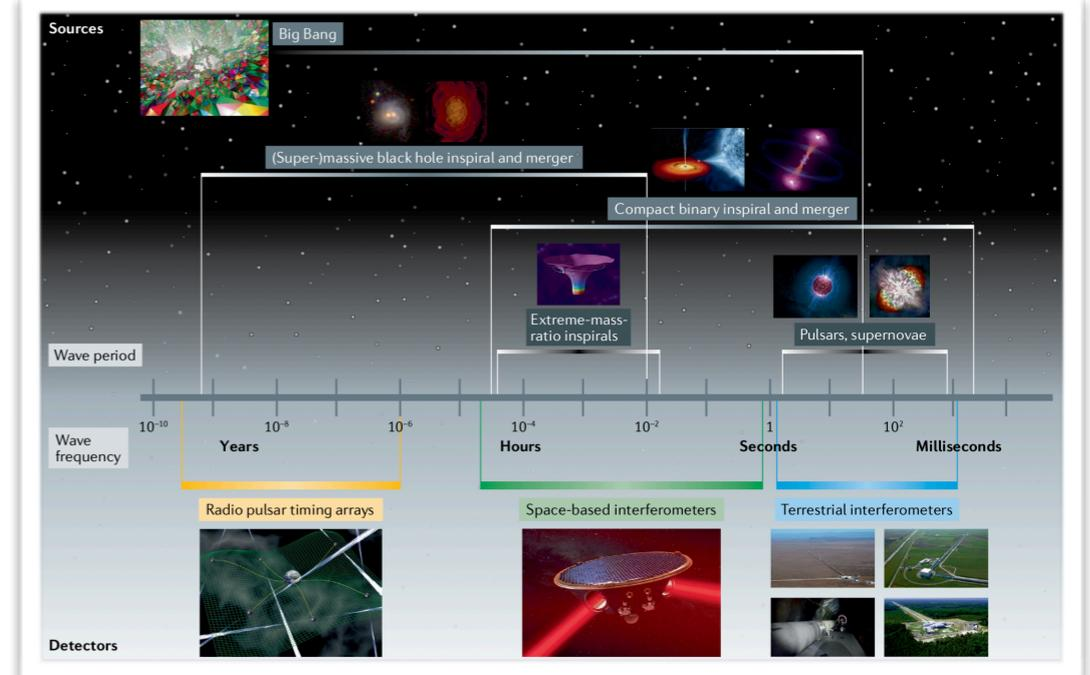 Sources
Big Bang
(Super-)massive black hole inspiral and merger
Compact binary inspiral and merger
Extreme-mass-
ratio inspirals
Pulsars, supernovae
Wave period
10⁻¹⁰ 10⁻⁸ 10⁻⁶ 10⁻⁴ 10⁻² 1 10²
Wave
frequency
Years Hours Seconds Milliseconds
Radio pulsar timing arrays Space-based interferometers Terrestrial interferometers
Detectors